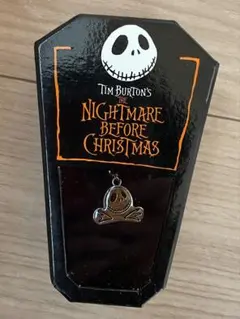 TIM BURTON'S
THE
NIGHTMARE
BEFORE
CHRISTMAS